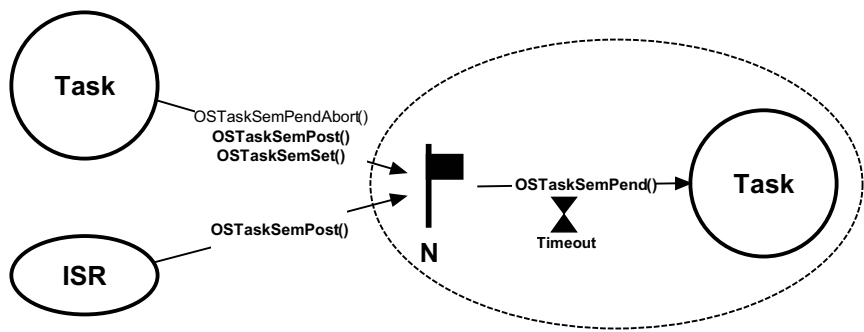 Task
OSTaskSemPendAbort()
OSTaskSemPost()
OSTaskSemSet()
OSTaskSemPost()
ISR
N
OSTaskSemPend()
Timeout
Task